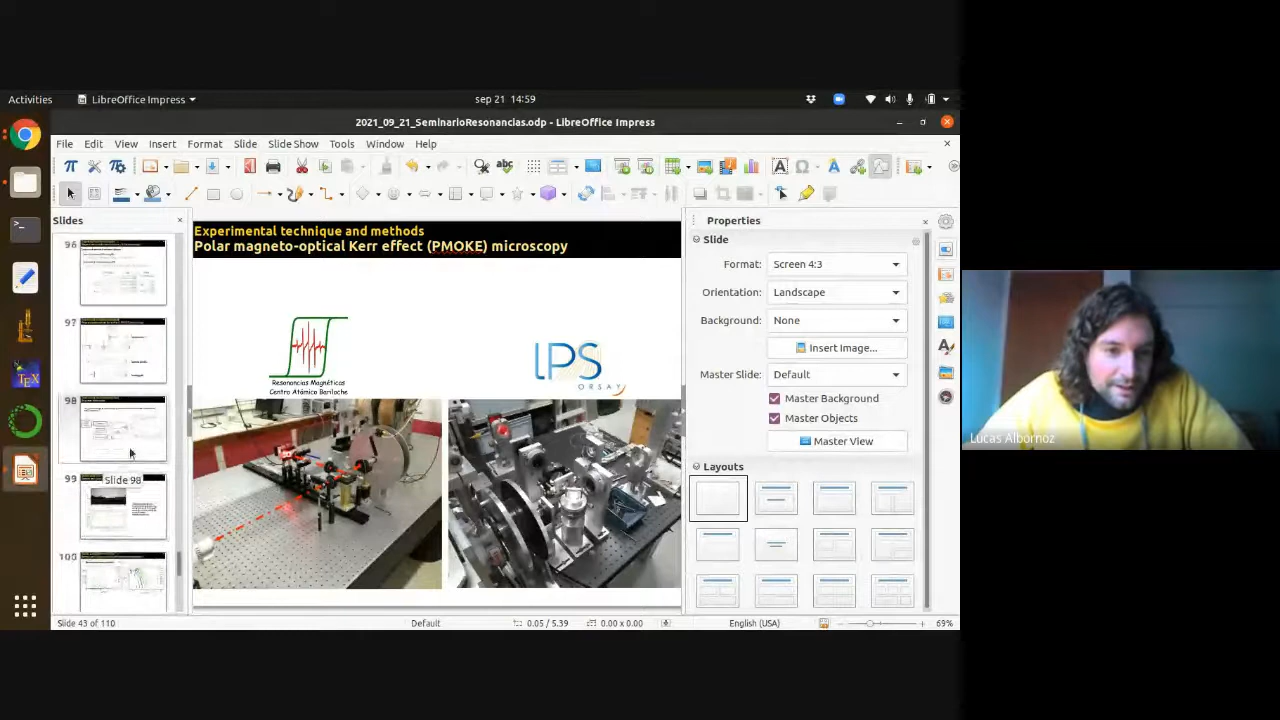 Activities
LibreOffice Impress
sep 21 14:59
2021_09_21_SeminarioResonancias.odp - LibreOffice Impress
File Edit View Insert Format Slide Slide Show Tools Window Help
Slides
96
97
98
Slide 98
99
100
Experimental technique and methods
Polar magneto-optical Kerr effect (PMOKE) microscopy
Resonancias Magnéticas
Centro Atómico Bariloche
LPS
ORSAY
Properties
Slide
Format: Screen 4:3
Orientation: Landscape
Background: None
Insert Image...
Master Slide: Default
Master Background
Master Objects
Master View
Layouts
Slide 43 of 110
Default
0.05 / 5.39
0.00 x 0.00
English (USA)
69%
Lucas Albornoz